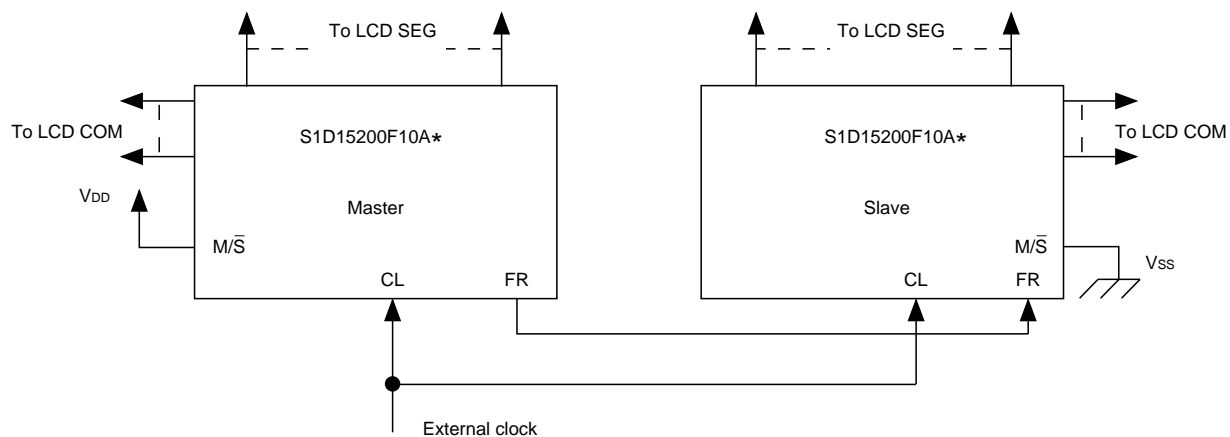 To LCD SEG
To LCD SEG
To LCD COM
S1D15200F10A*
S1D15200F10A*
To LCD COM
VDD
Master
Slave
M/S̅
M/S̅
VSS
CL
FR
CL
FR
External clock